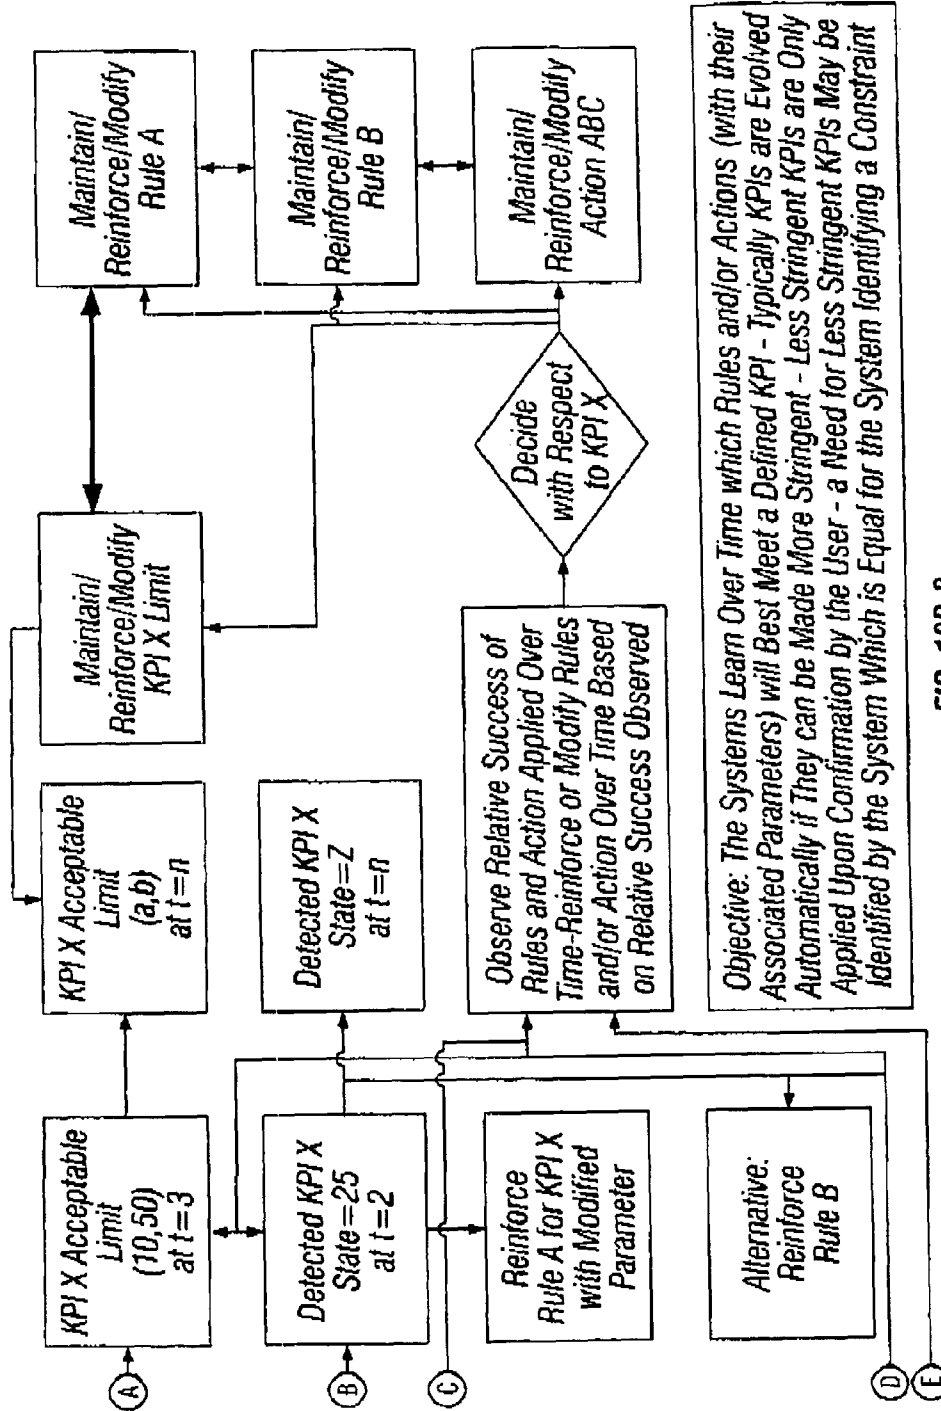 KPI X Acceptable
Limit
(10,50)
at t=3
KPI X Acceptable
Limit
(a,b)
at t=n
Maintain/
Reinforce/Modify
KPI X Limit
Maintain/
Reinforce/Modify
Rule A
Detected KPI X
State=25
at t=2
Detected KPI X
State=Z
at t=n
Maintain/
Reinforce/Modify
Rule B
Reinforce
Rule A for KPI X
with Modified
Parameter
Observe Relative Success of
Rules and Action Applied Over
Time-Reinforce or Modify Rules
and/or Action Over Time Based
on Relative Success Observed
Decide
with Respect
to KPI X
Maintain/
Reinforce/Modify
Action ABC
Alternative:
Reinforce
Rule B
Objective: The Systems Learn Over Time which Rules and/or Actions (with their
Associated Parameters) will Best Meet a Defined KPI - Typically KPIs are Evolved
Automatically if They can be Made More Stringent - Less Stringent KPIs are Only
Applied Upon Confirmation by the User - a Need for Less Stringent KPIs May be
Identified by the System Which is Equal for the System Identifying a Constraint
A
B
C
D
E